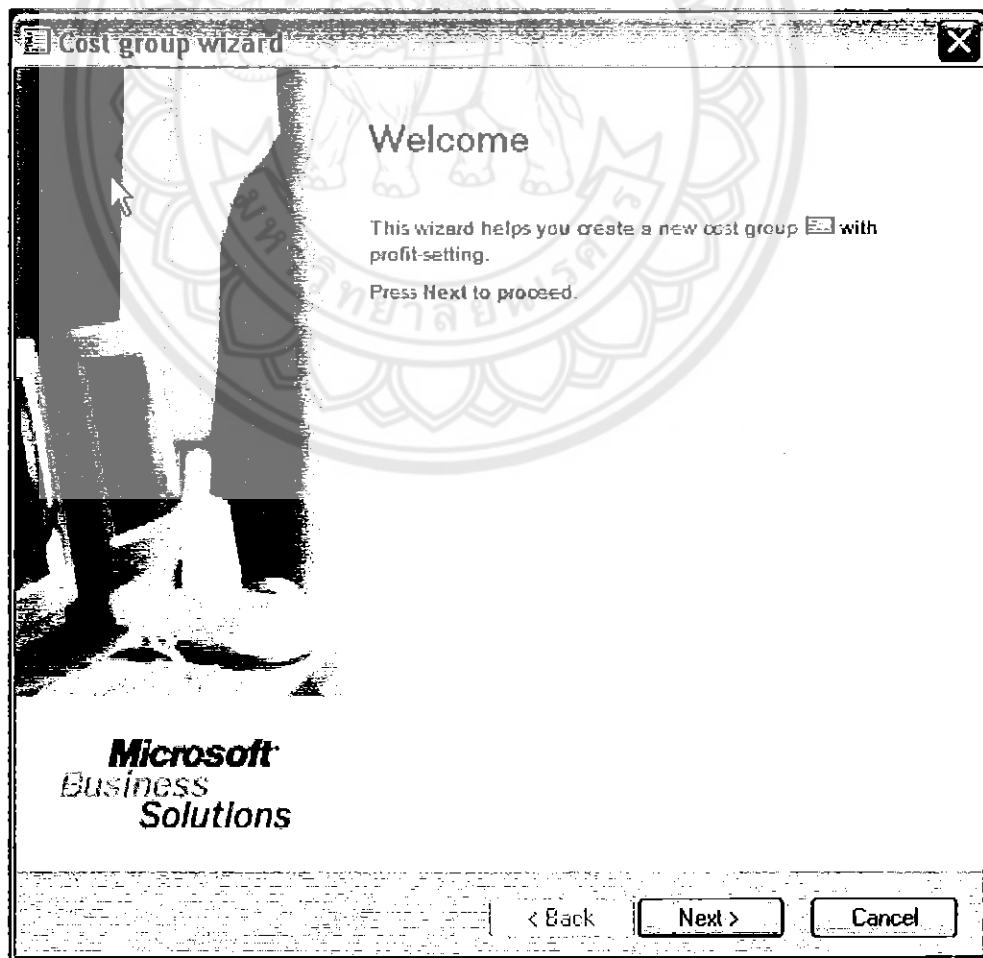 Cost group wizard
Welcome
This wizard helps you create a new cost group with
profit-setting.
Press Next to proceed.
Microsoft
Business
Solutions
< Back Next > Cancel